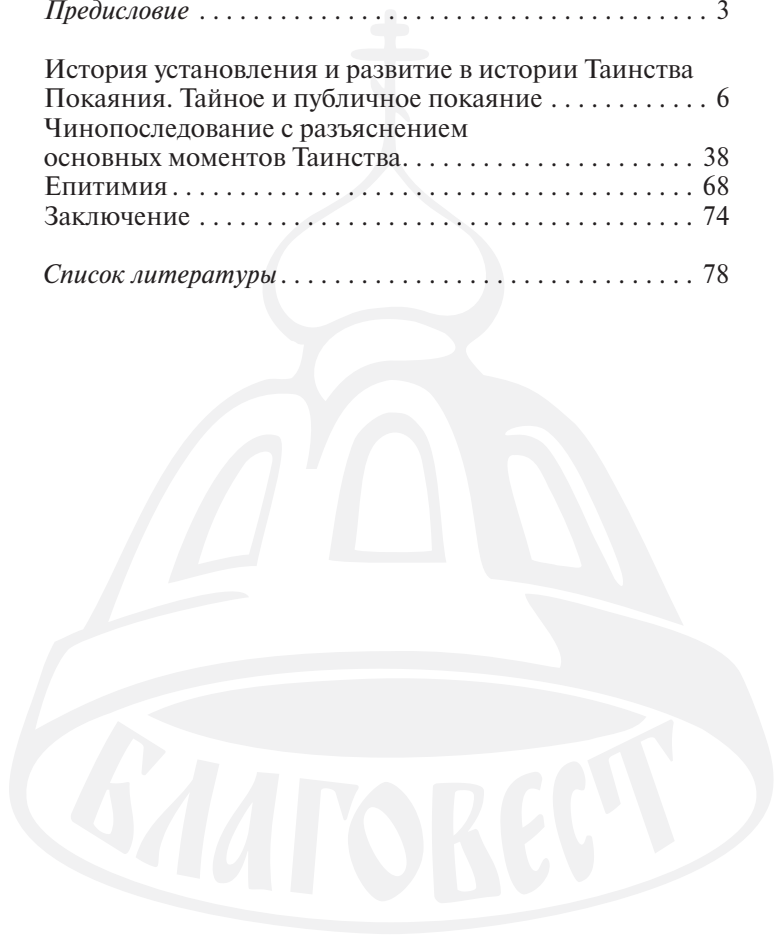 Предисловие . . . . . . . . . . . . . . . . . . . . . . . . . . . . . . . . . . . . . . 3
История установления и развитие в истории Таинства
Покаяния. Тайное и публичное покаяние . . . . . . . . . . . . 6
Чинопоследование с разъяснением
основных моментов Таинства. . . . . . . . . . . . . . . . . . . . . . 38
Епитимия . . . . . . . . . . . . . . . . . . . . . . . . . . . . . . . . . . . . . . . 68
Заключение . . . . . . . . . . . . . . . . . . . . . . . . . . . . . . . . . . . . . 74
Список литературы . . . . . . . . . . . . . . . . . . . . . . . . . . . . . . . 78
БЛАГОВЕСТ